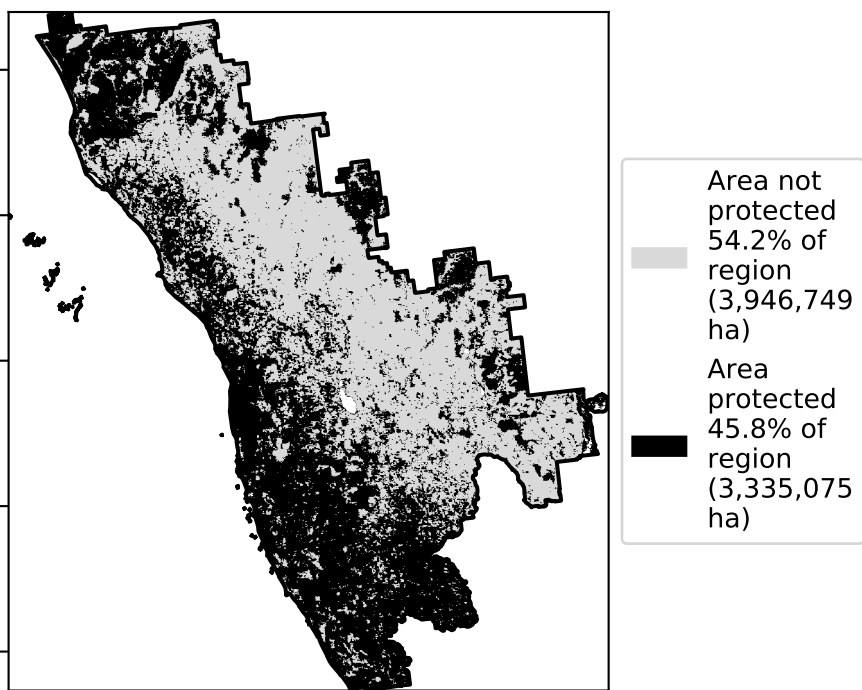 Area not
protected
54.2% of
region
(3,946,749
ha)
Area
protected
45.8% of
region
(3,335,075
ha)